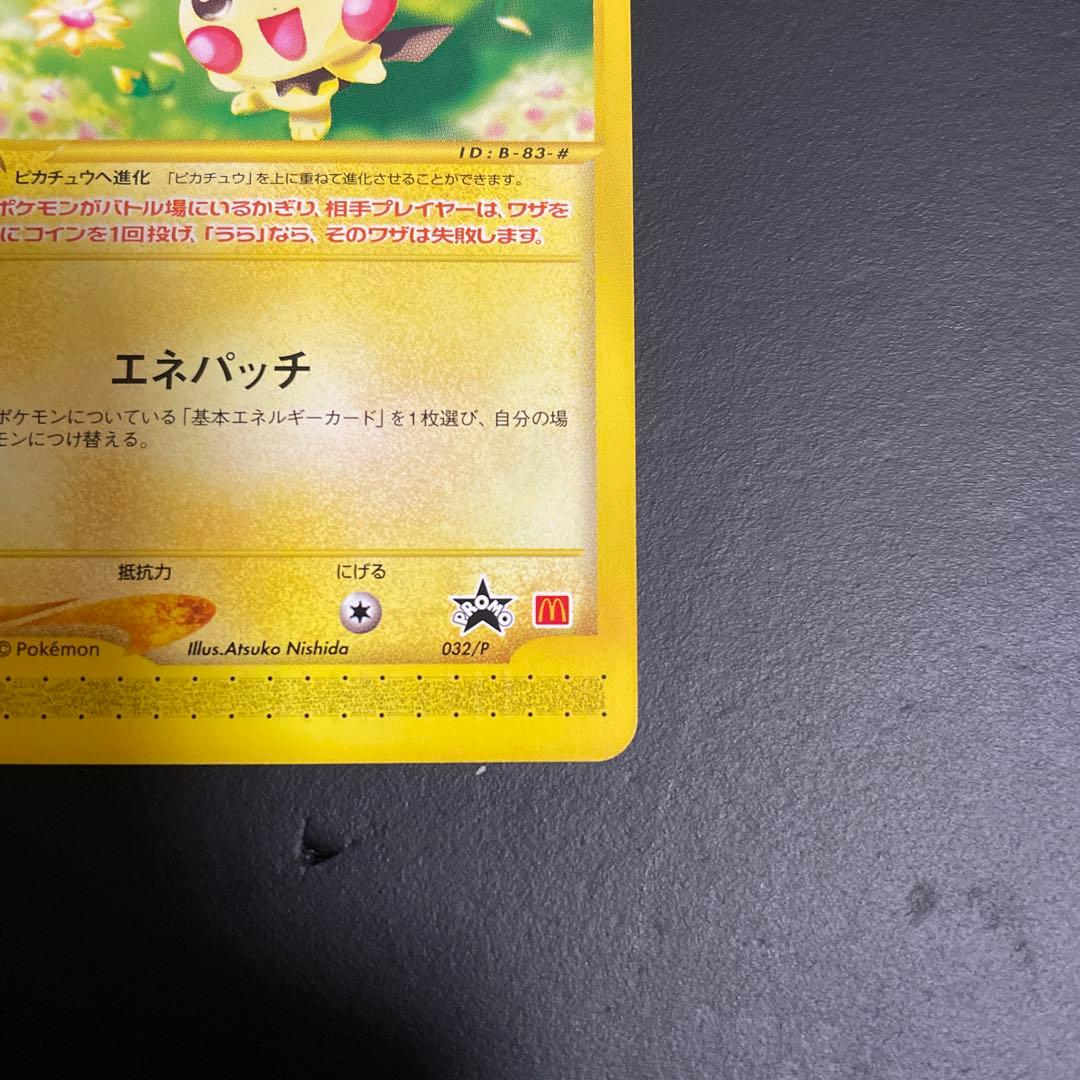 ID:B-83-#
ピカチュウへ進化 「ピカチュウ」を上に重ねて進化させることができます。
ポケモンがバトル場にいるかぎり、相手プレイヤーは、ワザを
にコインを1回投げ、「うら」なら、そのワザは失敗します。
エネパッチ
ポケモンについている「基本エネルギーカード」を1枚選び、自分の場
モンにつけ替える。
抵抗力 にげる
PROMO
© Pokémon Illus.Atsuko Nishida 032/P